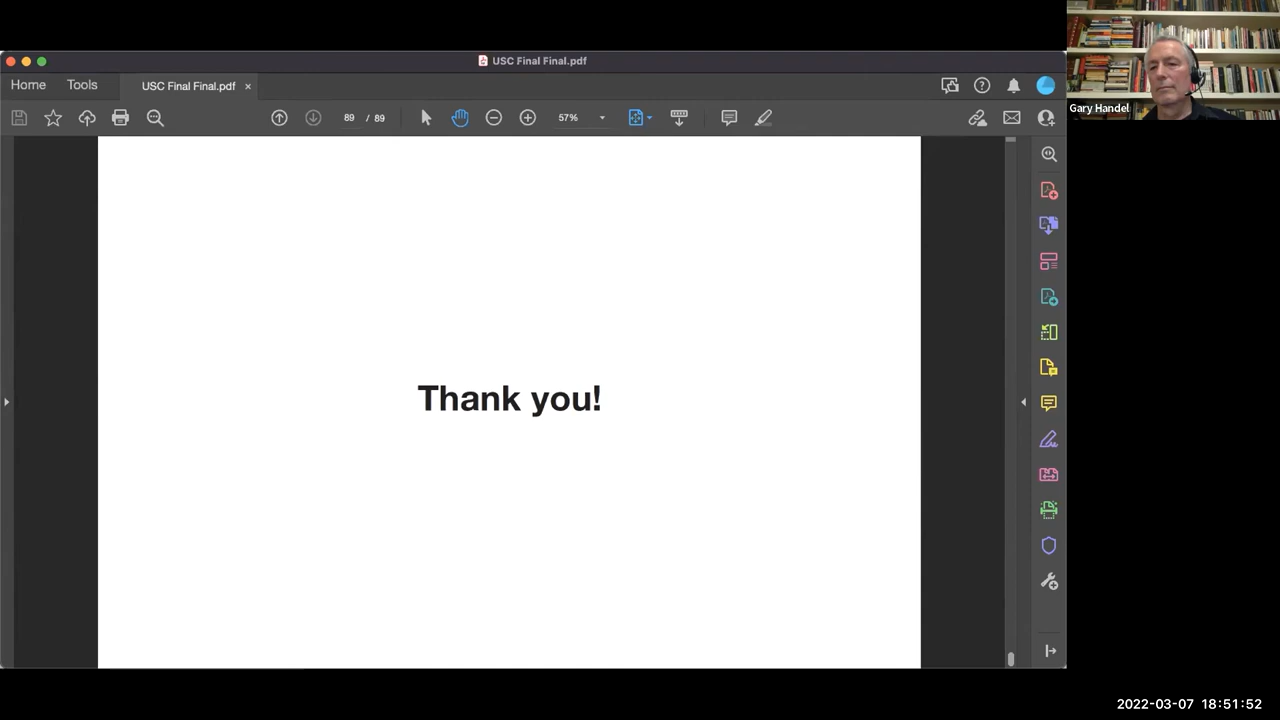 USC Final Final.pdf
Home Tools USC Final Final.pdf ×
89 / 89 57%
Gary Handel
Thank you!
2022-03-07 18:51:52